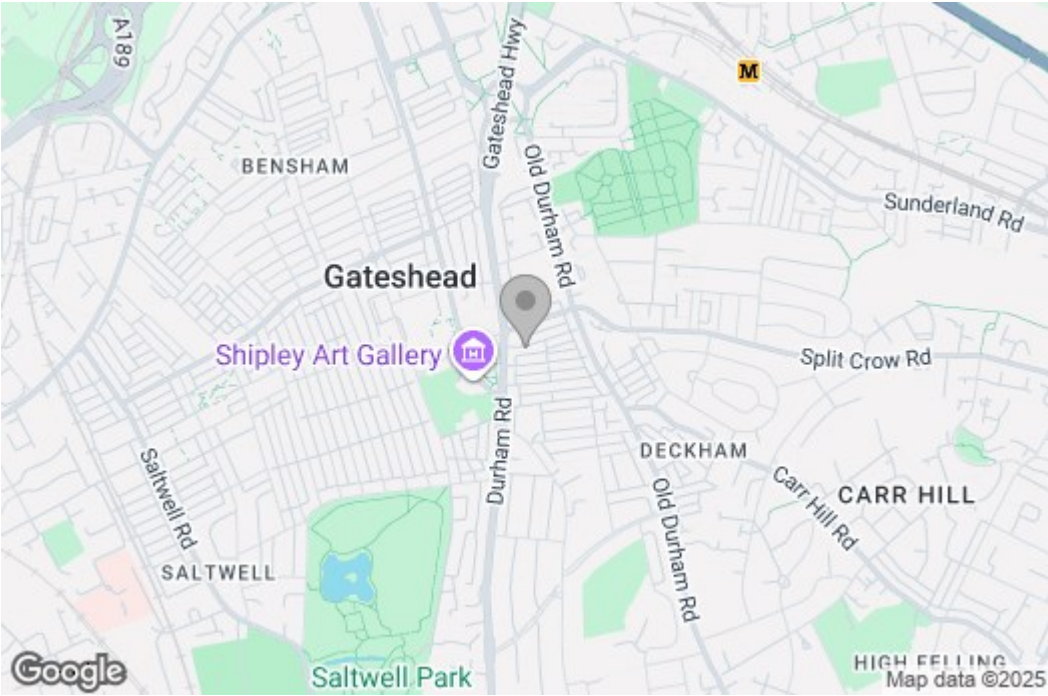 A189
Gateshead Hwy
M
BENSHAM
Old Durham Rd
Sunderland Rd
Gateshead
Shipley Art Gallery
Split Crow Rd
Durham Rd
DECKHAM
Saltwell Rd
Carr Hill Rd
CARR HILL
Old Durham Rd
SALTWELL
HIGH FELLING
Google
Saltwell Park
Map data ©2025